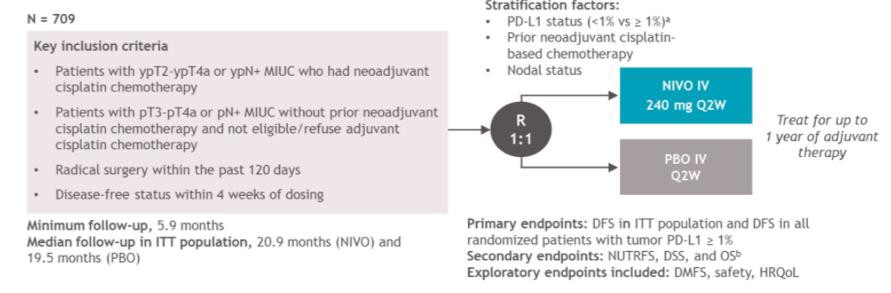 N = 709
Key inclusion criteria
• Patients with ypT2-ypT4a or ypN+ MIUC who had neoadjuvant
cisplatin chemotherapy
• Patients with pT3-pT4a or pN+ MIUC without prior neoadjuvant
cisplatin chemotherapy and not eligible/refuse adjuvant
cisplatin chemotherapy
• Radical surgery within the past 120 days
• Disease-free status within 4 weeks of dosing
Minimum follow-up, 5.9 months
Median follow-up in ITT population, 20.9 months (NIVO) and
19.5 months (PBO)
Stratification factors:
• PD-L1 status (<1% vs ≥ 1%)ᵃ
• Prior neoadjuvant cisplatin-
based chemotherapy
• Nodal status
R
1:1
NIVO IV
240 mg Q2W
PBO IV
Q2W
Treat for up to
1 year of adjuvant
therapy
Primary endpoints: DFS in ITT population and DFS in all
randomized patients with tumor PD-L1 ≥ 1%
Secondary endpoints: NUTRFS, DSS, and OSᵇ
Exploratory endpoints included: DMFS, safety, HRQoL